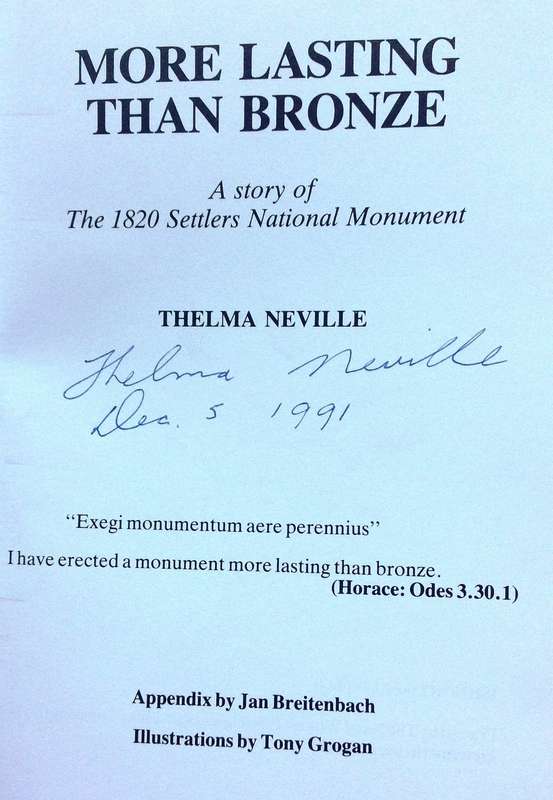 MORE LASTING
THAN BRONZE
A story of
The 1820 Settlers National Monument
THELMA NEVILLE
Thelma Neville
Dec. 5 1991
“Exegi monumentum aere perennius”
I have erected a monument more lasting than bronze.
(Horace: Odes 3.30.1)
Appendix by Jan Breitenbach
Illustrations by Tony Grogan